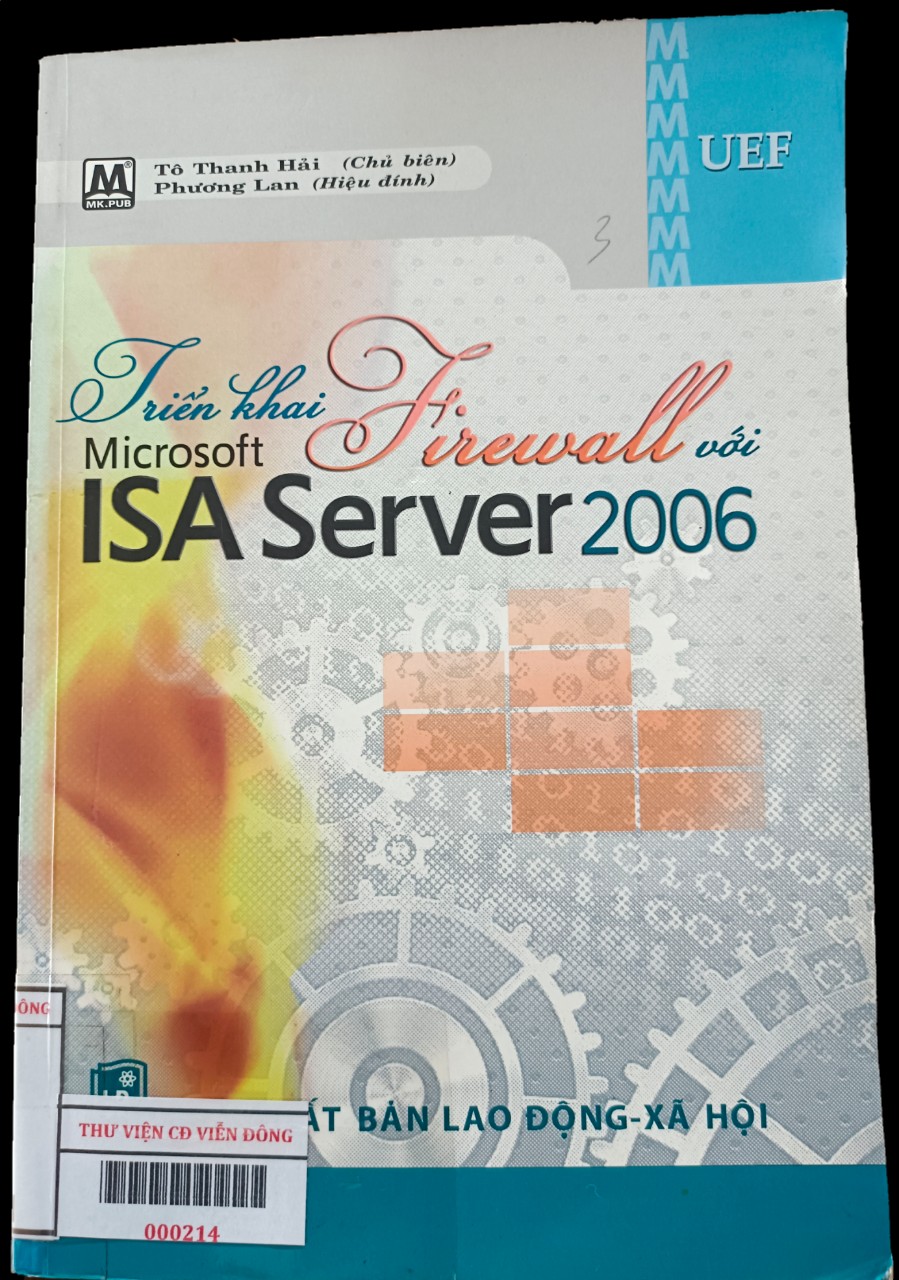 Tô Thanh Hải (Chủ biên)
Phương Lan (Hiệu đính)
M®
MK.PUB
M
M
M
M
M
M
M
UEF
3
Triển khai Firewall với
Microsoft
ISA Server 2006
ÔNG
ẤT BẢN LAO ĐỘNG-XÃ HỘI
THƯ VIỆN CĐ VIỄN ĐÔNG
000214